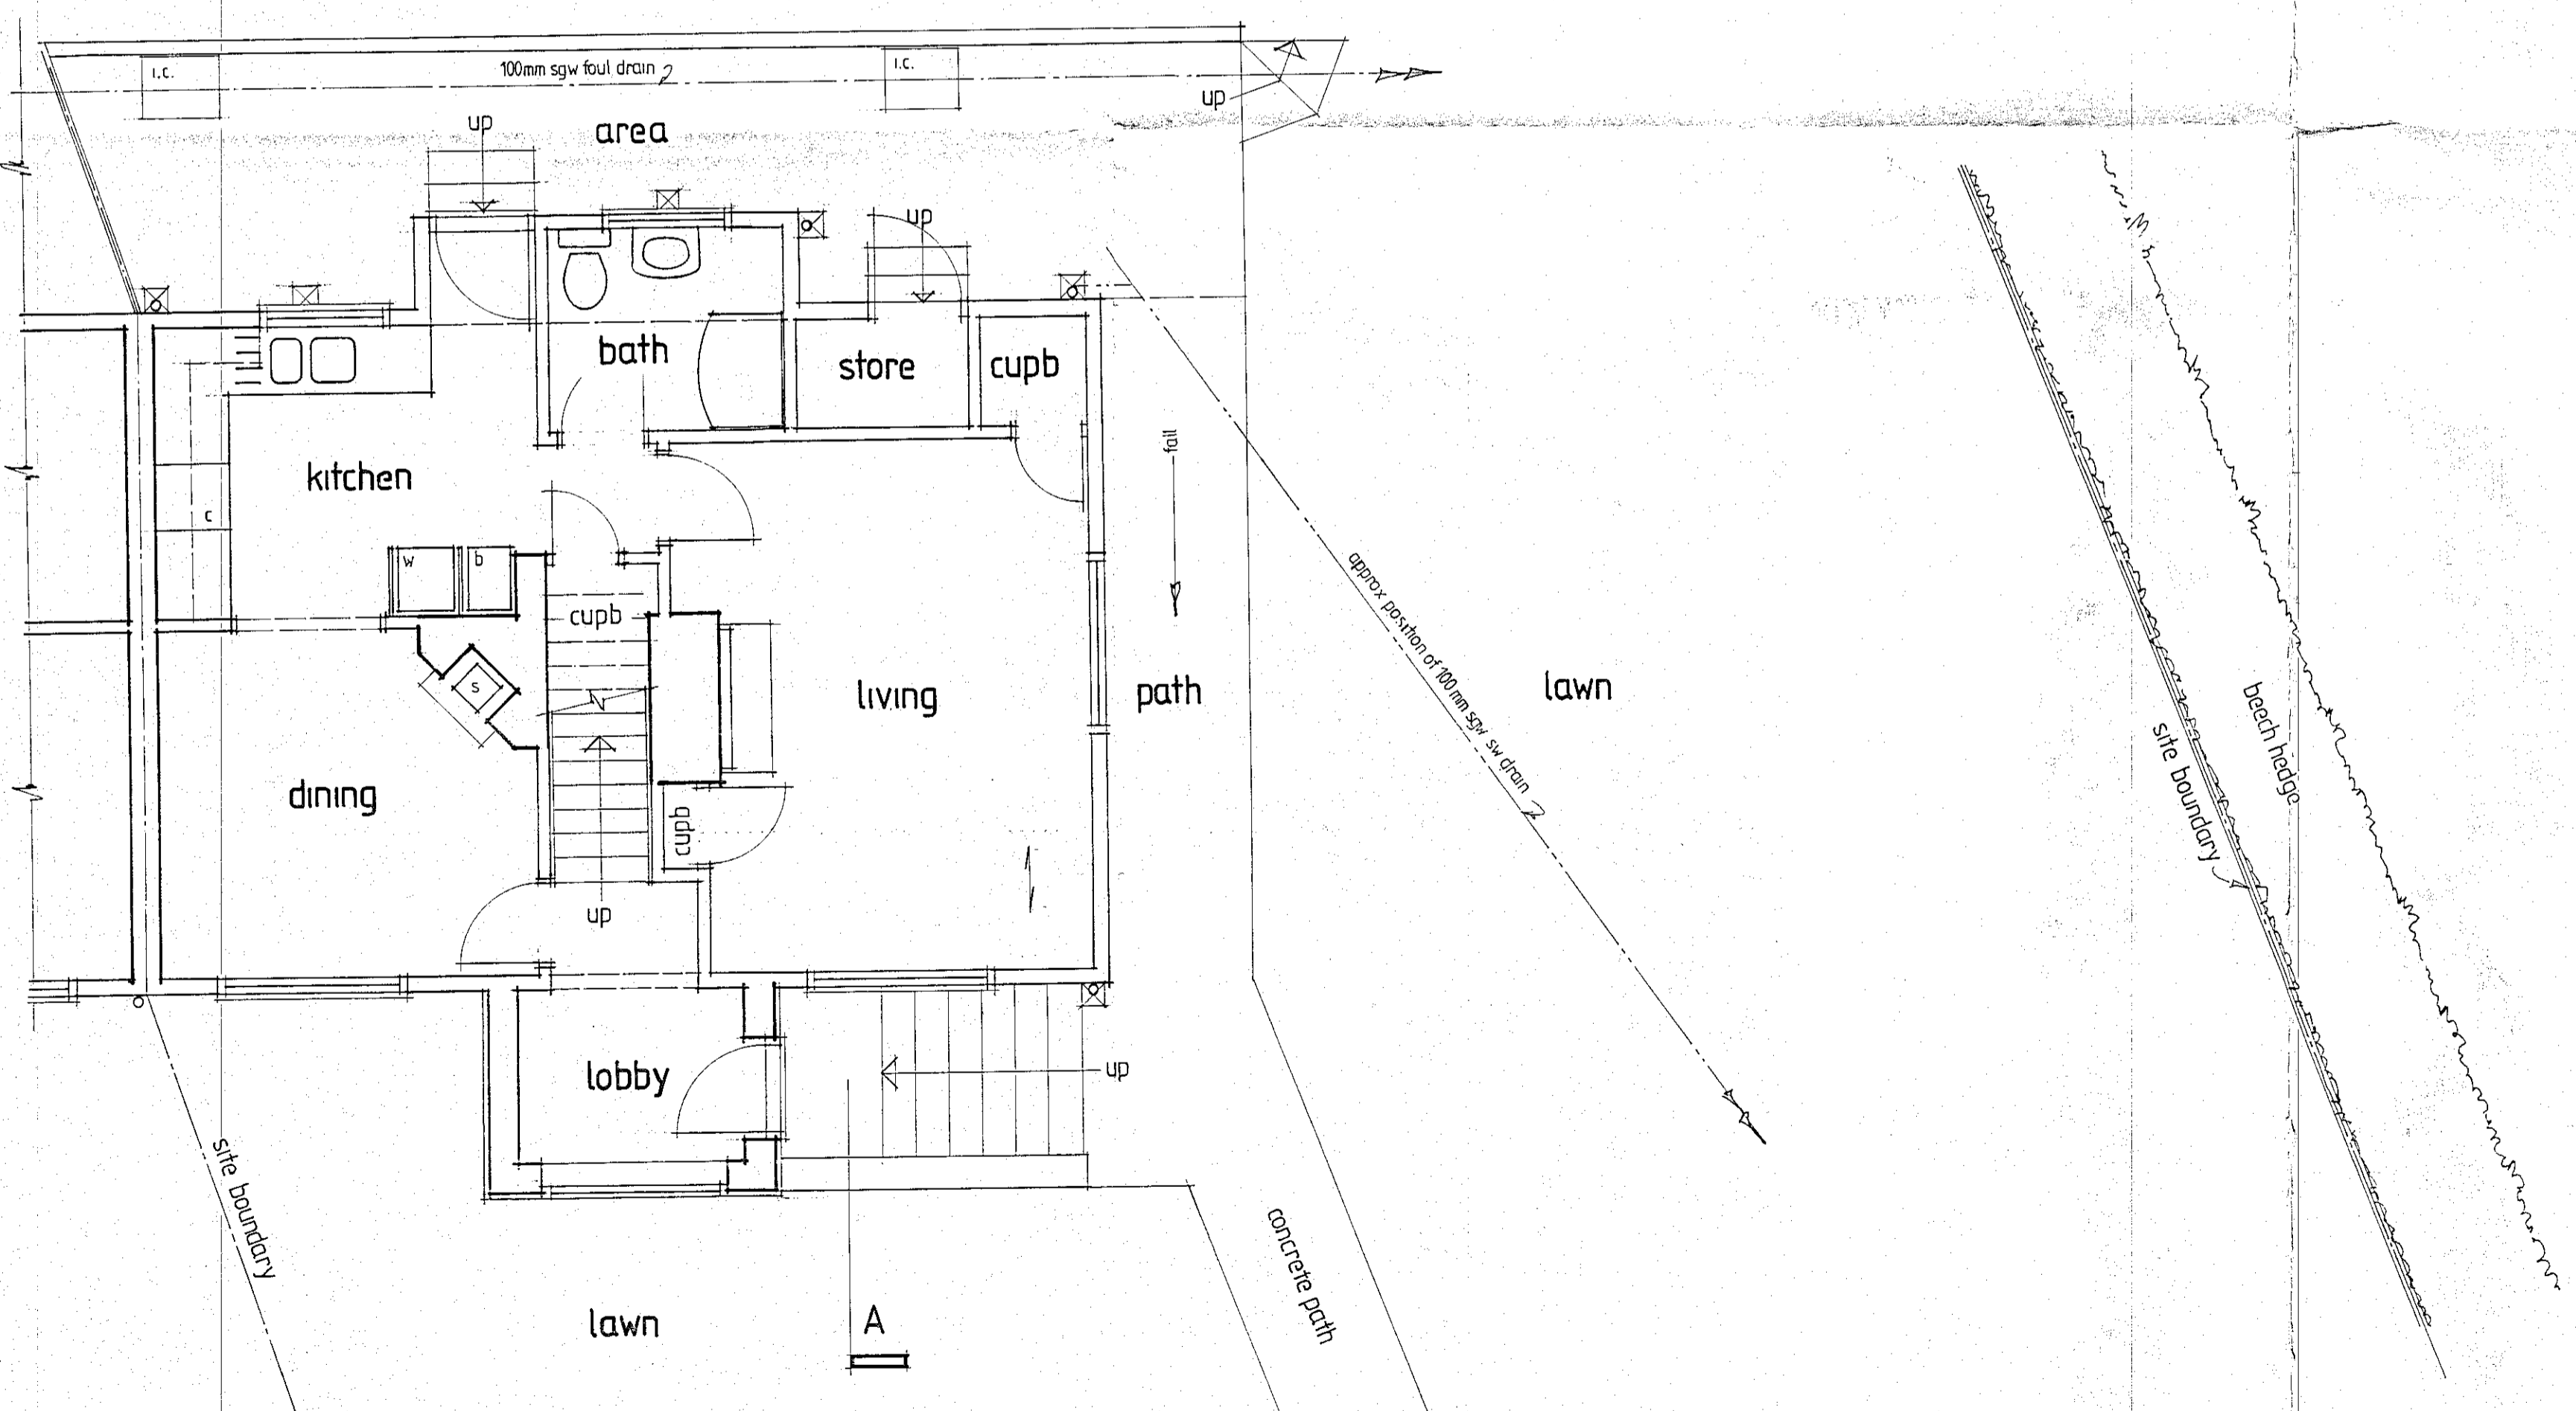 ı.c.
100mm sgw foul drain
ı.c.
up
up
area
up
bath
store
cupb
kitchen
fall
c
w
b
cupb
approx position of 100mm sgw sw drain
s
living
path
lawn
beech hedge
site boundary
dining
cupb
up
lobby
up
site boundary
concrete path
lawn
A